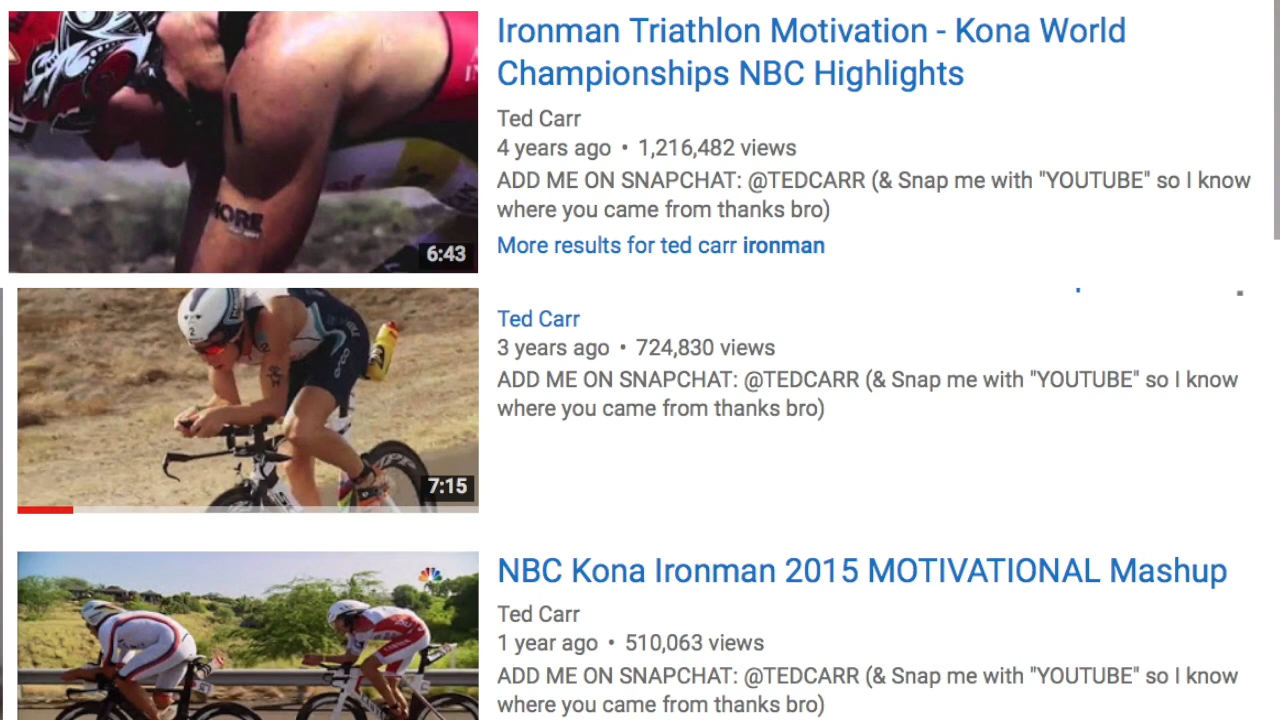 Ironman Triathlon Motivation - Kona World
Championships NBC Highlights
Ted Carr
4 years ago • 1,216,482 views
ADD ME ON SNAPCHAT: @TEDCARR (& Snap me with "YOUTUBE" so I know
where you came from thanks bro)
More results for ted carr ironman
6:43
Ted Carr
3 years ago • 724,830 views
ADD ME ON SNAPCHAT: @TEDCARR (& Snap me with "YOUTUBE" so I know
where you came from thanks bro)
7:15
NBC Kona Ironman 2015 MOTIVATIONAL Mashup
Ted Carr
1 year ago • 510,063 views
ADD ME ON SNAPCHAT: @TEDCARR (& Snap me with "YOUTUBE" so I know
where you came from thanks bro)